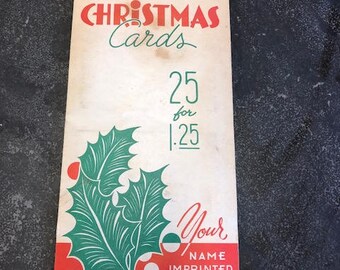 CHRISTMAS
Cards
25
for
1.25
Your
NAME
IMPRINTED